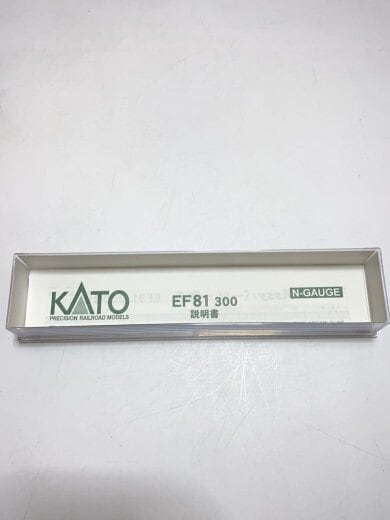 KATO
PRECISION RAILROAD MODELS
EF81 300
説明書
N-GAUGE